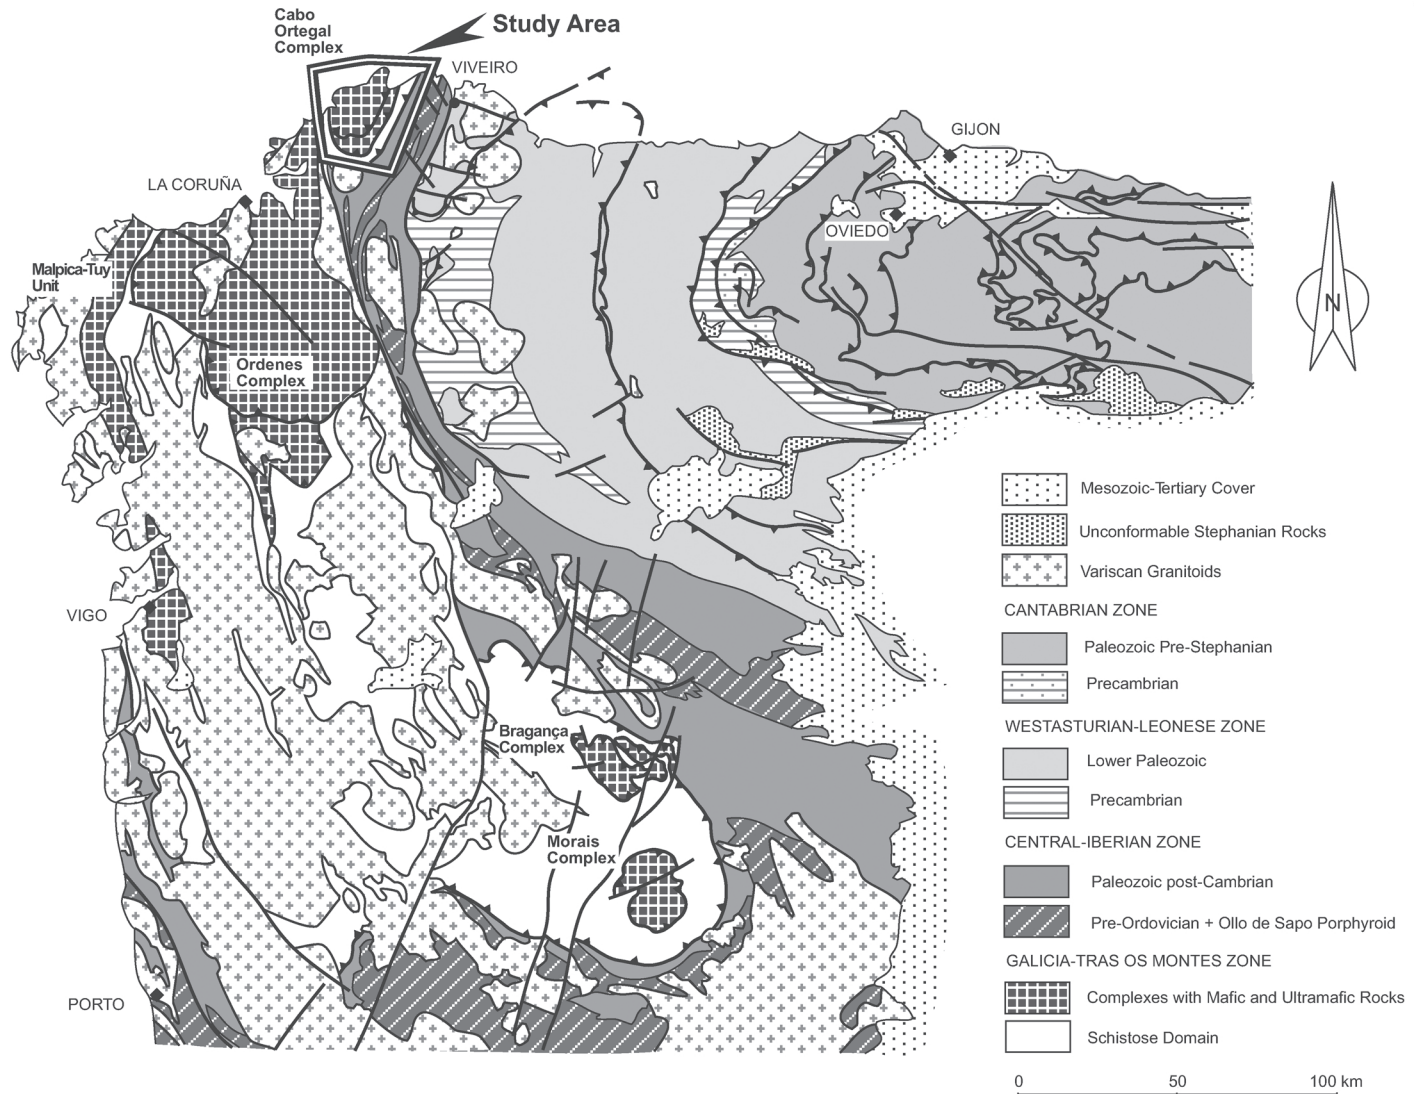 Cabo
Ortegal
Complex
Study Area
VIVEIRO
GIJON
LA CORUÑA
OVIEDO
Malpica-Tuy
Unit
N
Ordenes
Complex
Mesozoic-Tertiary Cover
Unconformable Stephanian Rocks
Variscan Granitoids
CANTABRIAN ZONE
VIGO
Paleozoic Pre-Stephanian
Precambrian
WESTASTURIAN-LEONESE ZONE
Bragança
Complex
Lower Paleozoic
Precambrian
Morais
Complex
CENTRAL-IBERIAN ZONE
Paleozoic post-Cambrian
Pre-Ordovician + Ollo de Sapo Porphyroid
GALICIA-TRAS OS MONTES ZONE
PORTO
Complexes with Mafic and Ultramafic Rocks
Schistose Domain
0 50 100 km